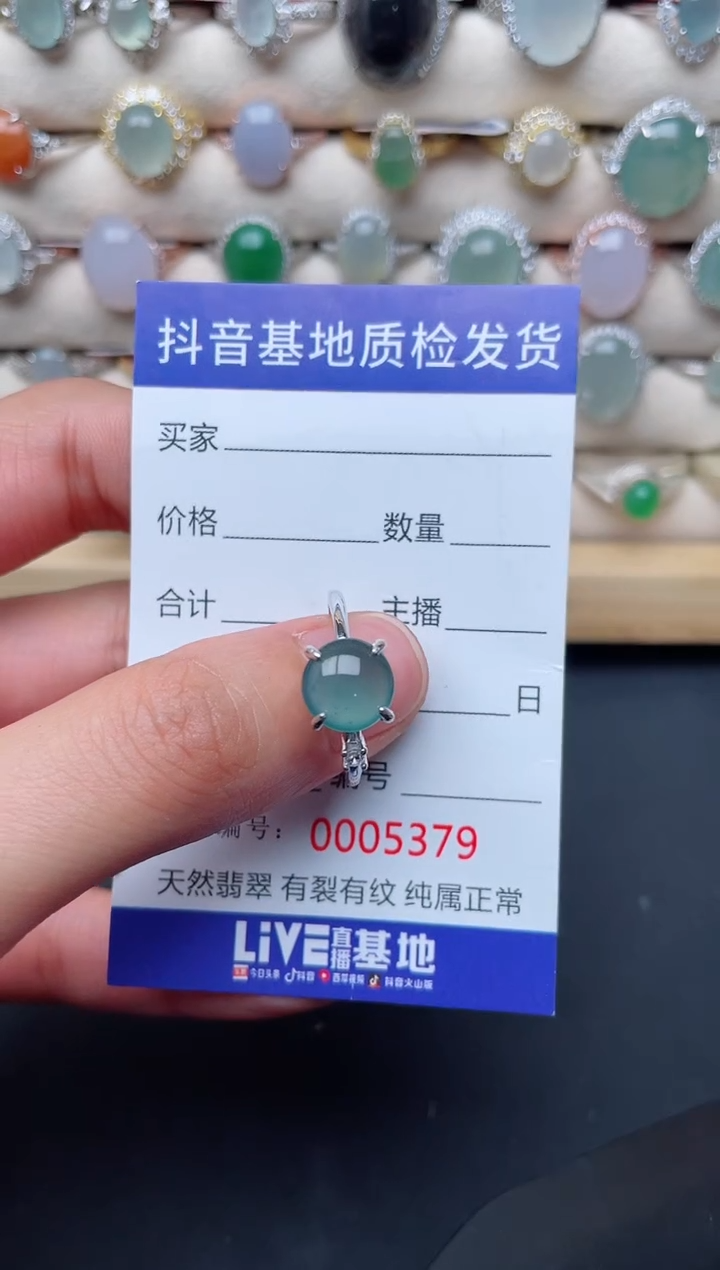 抖音基地质检发货
买家
价格 数量
合计 主播
日
编号
编号： 0005379
天然翡翠 有裂有纹 纯属正常
LiVE直播基地
今日头条 抖音 西瓜视频 抖音火山版